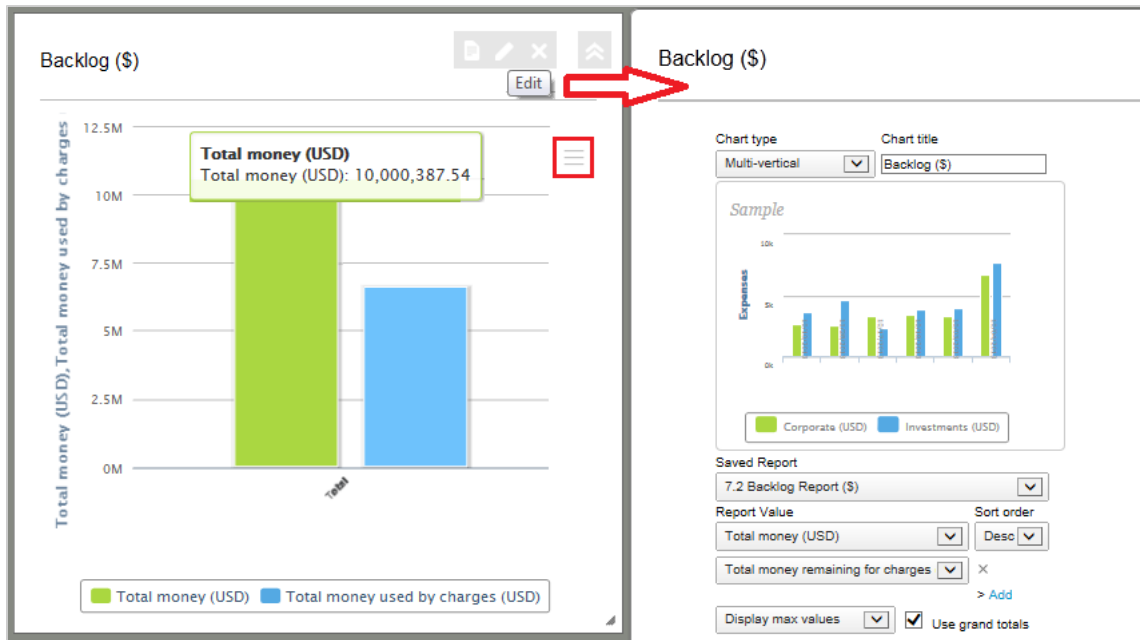 Backlog ($)
Edit
Total money (USD),Total money used by charges
12.5M
10M
7.5M
5M
2.5M
0M
Total money (USD)
Total money (USD): 10,000,387.54
Total
Total money (USD) Total money used by charges (USD)
Backlog ($)
Chart type Chart title
Multi-vertical Backlog ($)
Sample
Expenses
10k
5k
0k
Corporate (USD) Investments (USD)
Saved Report
7.2 Backlog Report ($)
Report Value Sort order
Total money (USD) Desc
Total money remaining for charges ×
> Add
Display max values Use grand totals